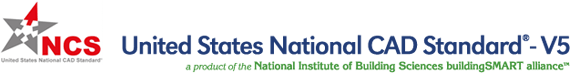 NCS
United States National CAD Standard®
United States National CAD Standard®- V5
a product of the National Institute of Building Sciences buildingSMART alliance™